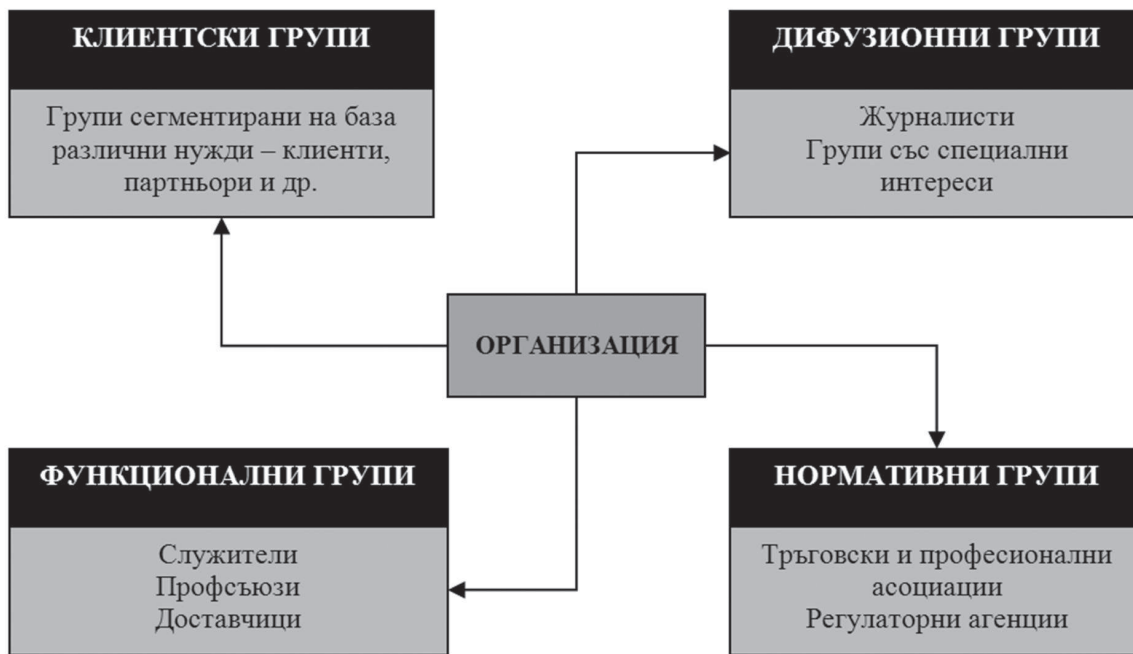 КЛИЕНТСКИ ГРУПИ
Групи сегментирани на база
различни нужди – клиенти,
партньори и др.
ДИФУЗИОННИ ГРУПИ
Журналисти
Групи със специални
интереси
ОРГАНИЗАЦИЯ
ФУНКЦИОНАЛНИ ГРУПИ
Служители
Профсъюзи
Доставчици
НОРМАТИВНИ ГРУПИ
Тръговски и професионални
асоциации
Регулаторни агенции